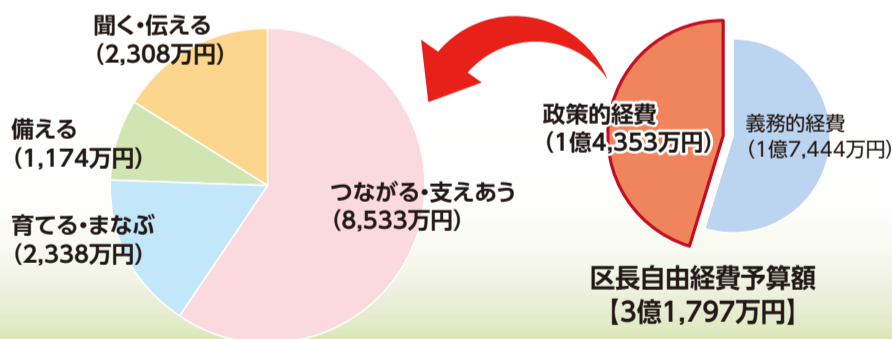 聞く・伝える
(2,308万円)
備える
(1,174万円)
育てる・まなぶ
(2,338万円)
つながる・支えあう
(8,533万円)
政策的経費
(1億4,353万円)
義務的経費
(1億7,444万円)
区長自由経費予算額
【3億1,797万円】